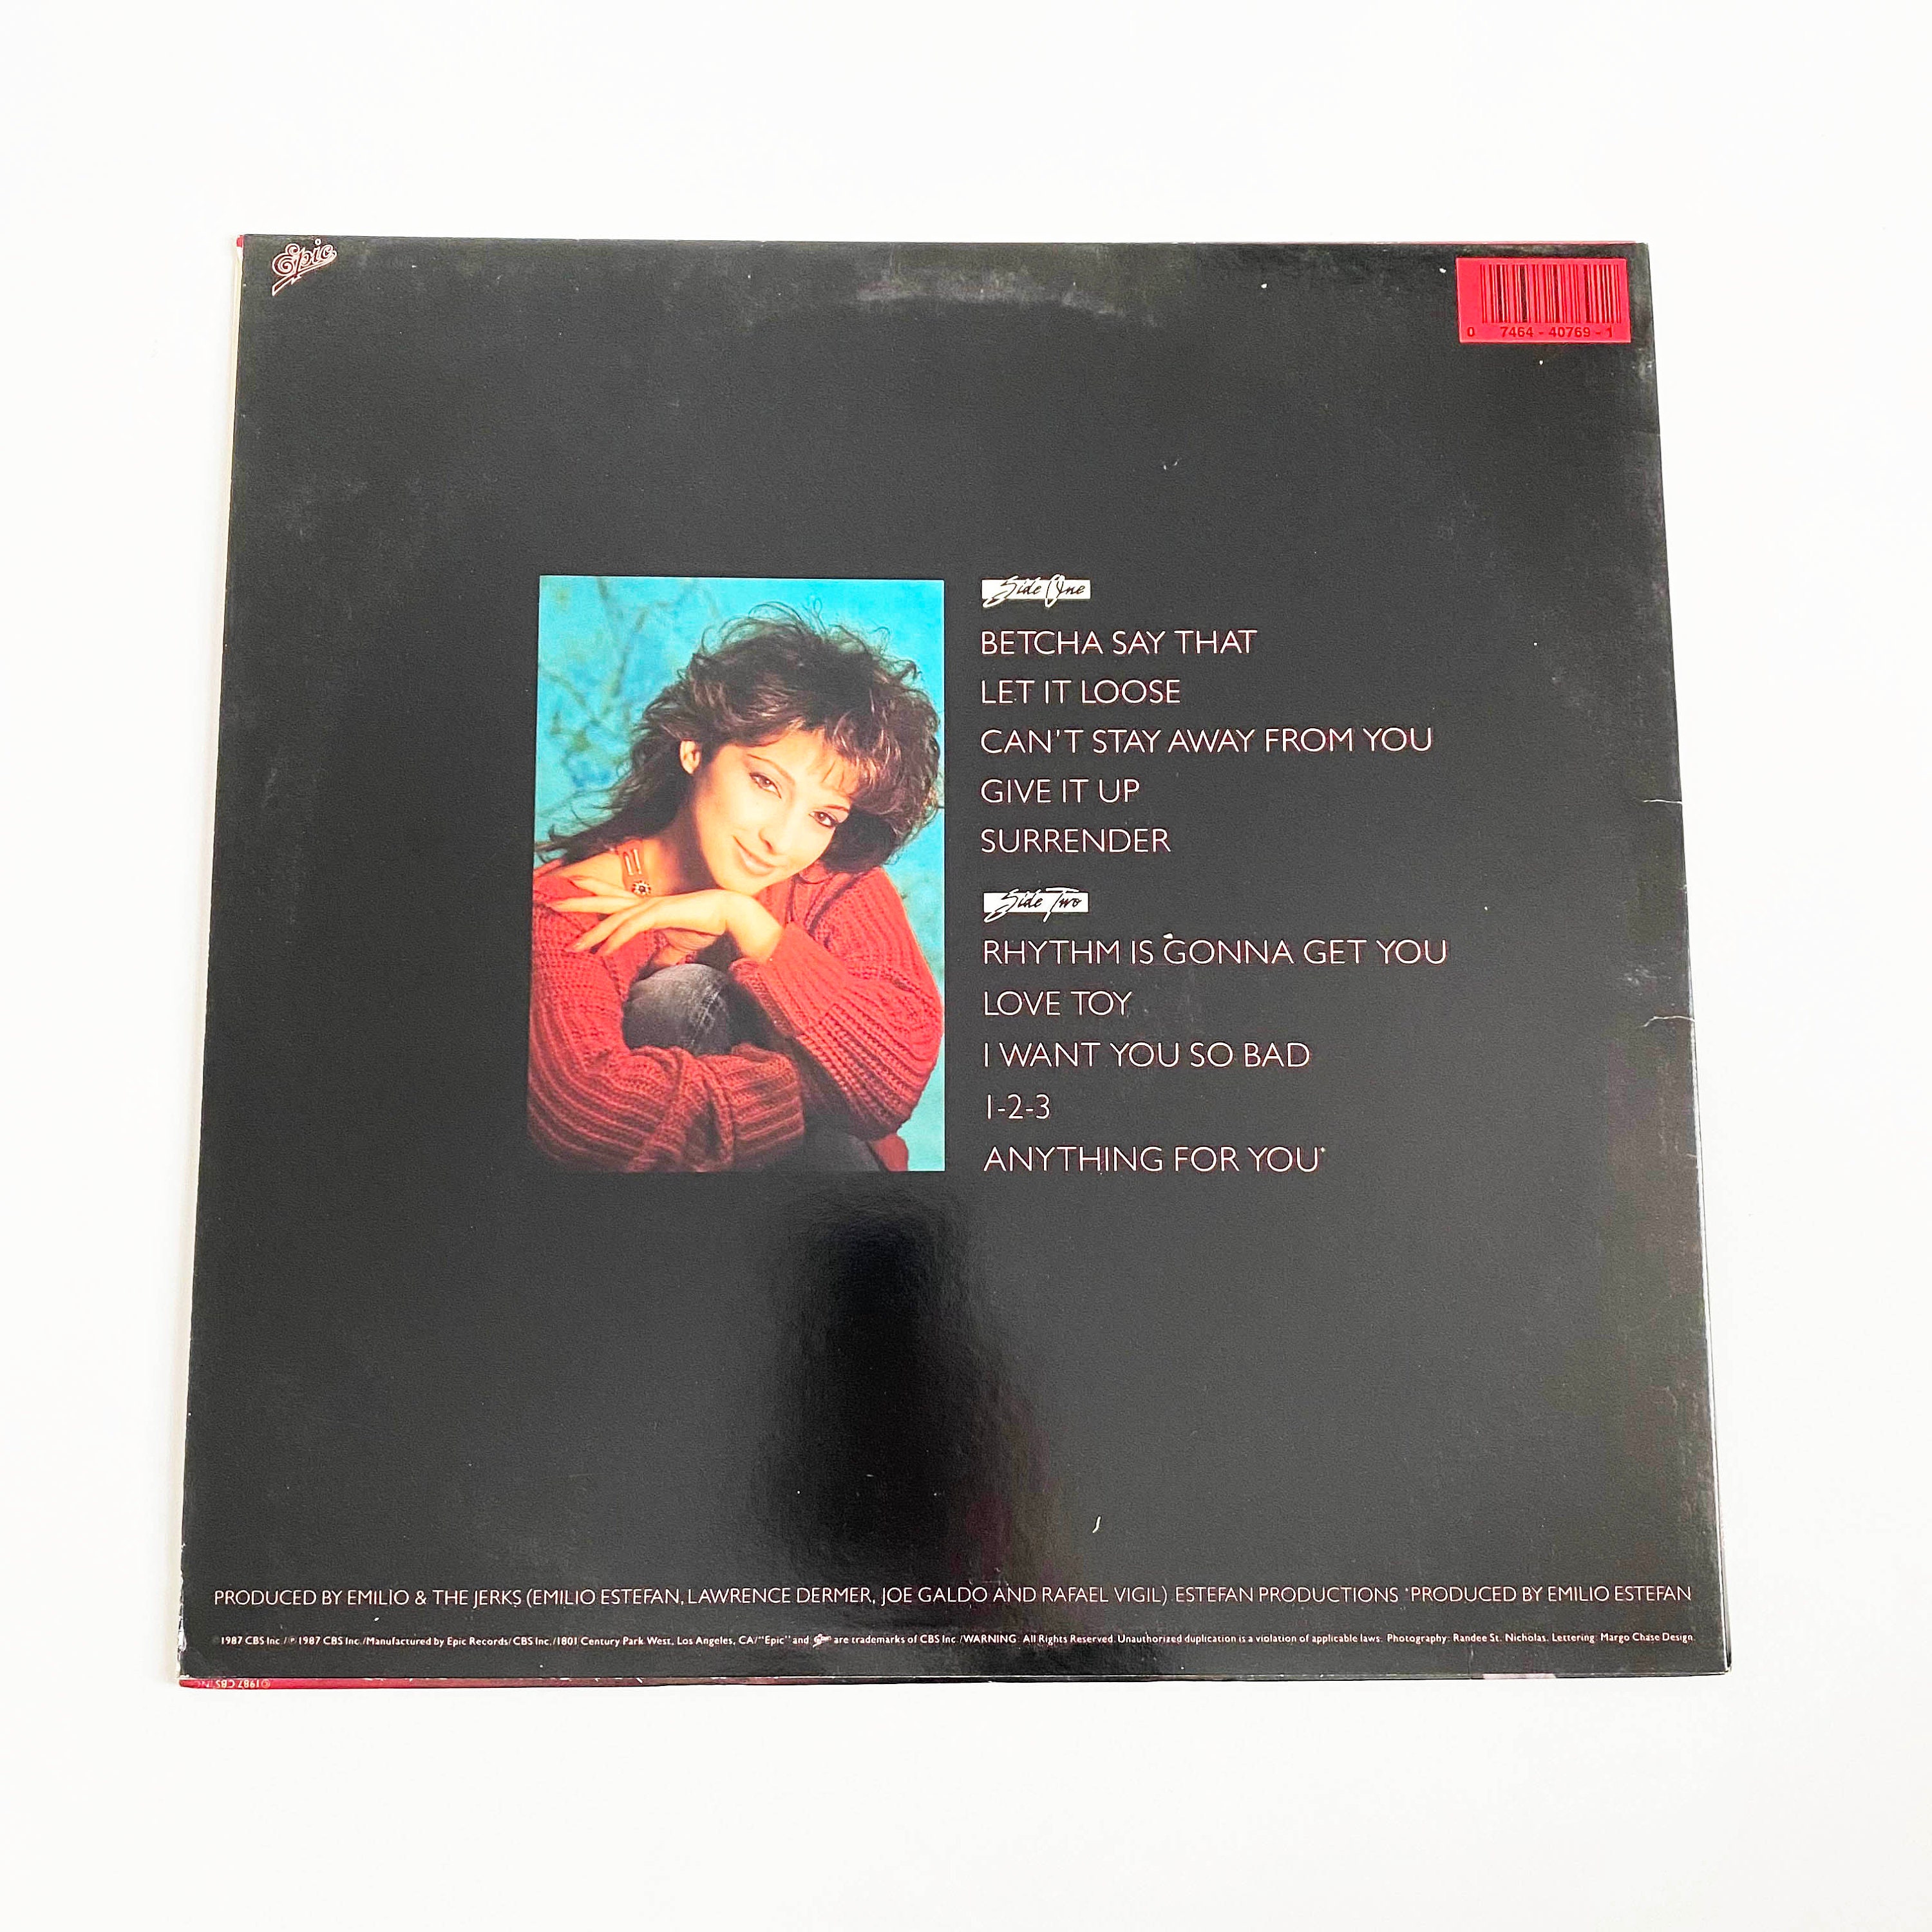 Epic
0 7464 - 40769 - 1
Side One
BETCHA SAY THAT
LET IT LOOSE
CAN'T STAY AWAY FROM YOU
GIVE IT UP
SURRENDER
Side Two
RHYTHM IS GONNA GET YOU
LOVE TOY
I WANT YOU SO BAD
1-2-3
ANYTHING FOR YOU*
PRODUCED BY EMILIO & THE JERKS (EMILIO ESTEFAN, LAWRENCE DERMER, JOE GALDO AND RAFAEL VIGIL) ESTEFAN PRODUCTIONS *PRODUCED BY EMILIO ESTEFAN
© 1987 CBS Inc./℗ 1987 CBS Inc./Manufactured by Epic Records/CBS Inc./1801 Century Park West, Los Angeles, CA/"Epic" and Epic are trademarks of CBS Inc./WARNING: All Rights Reserved. Unauthorized duplication is a violation of applicable laws. Photography: Randee St. Nicholas. Lettering: Margo Chase Design.
©1987 CBS INC